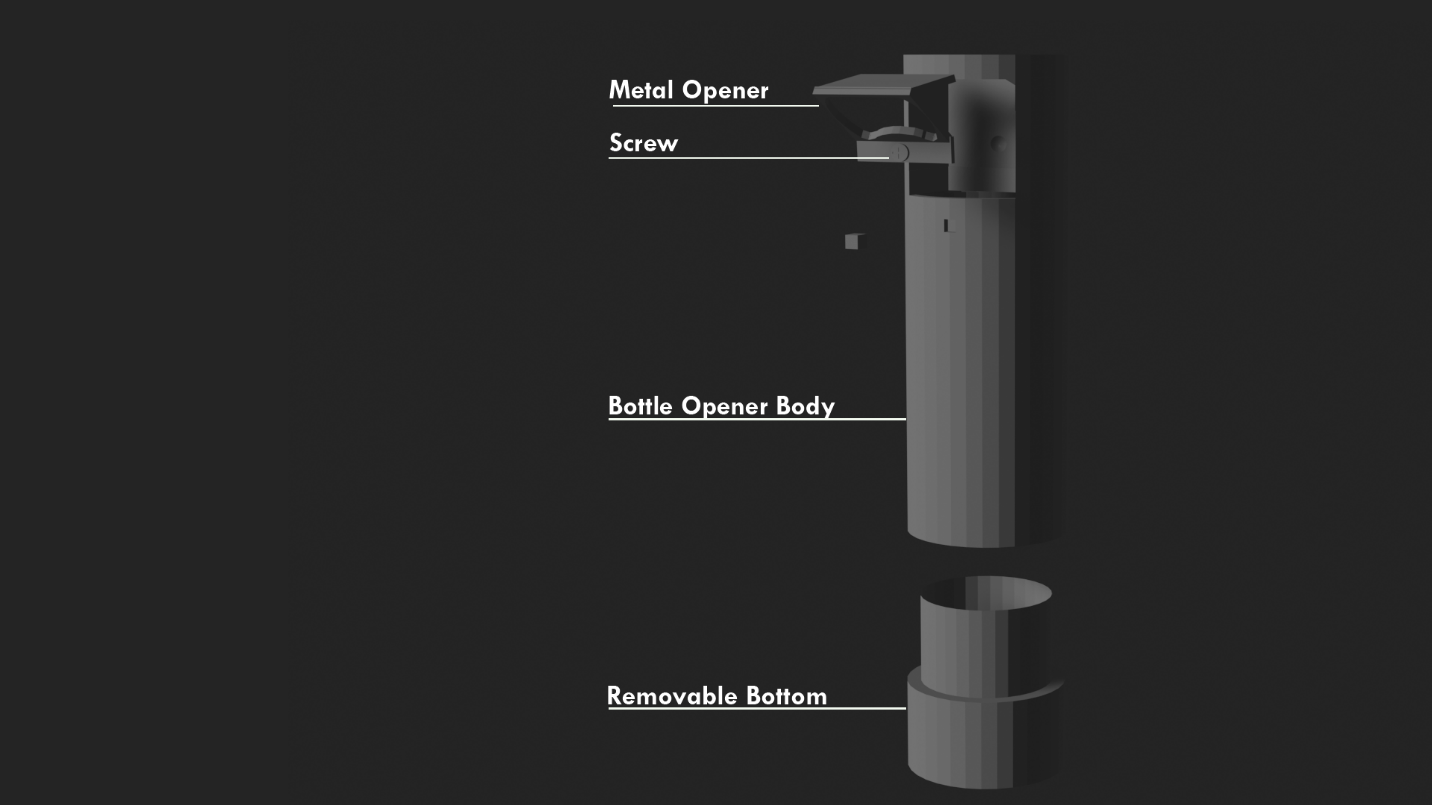 Metal Opener
Screw
Bottle Opener Body
Removable Bottom